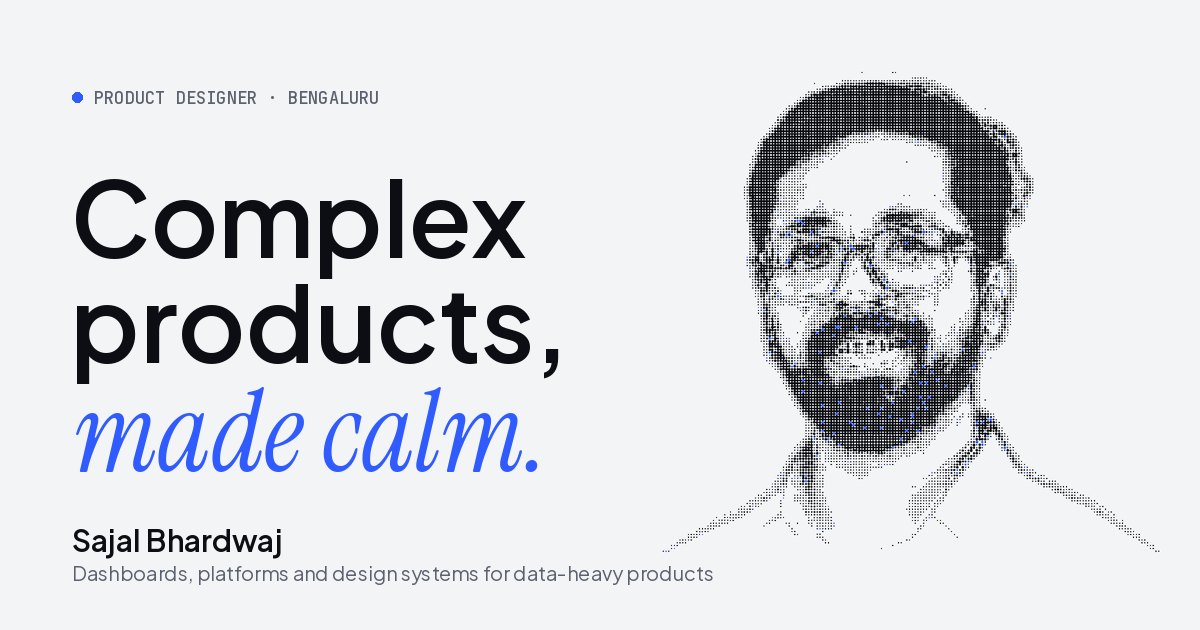 PRODUCT DESIGNER · BENGALURU
Complex
products,
made calm.
Sajal Bhardwaj
Dashboards, platforms and design systems for data-heavy products